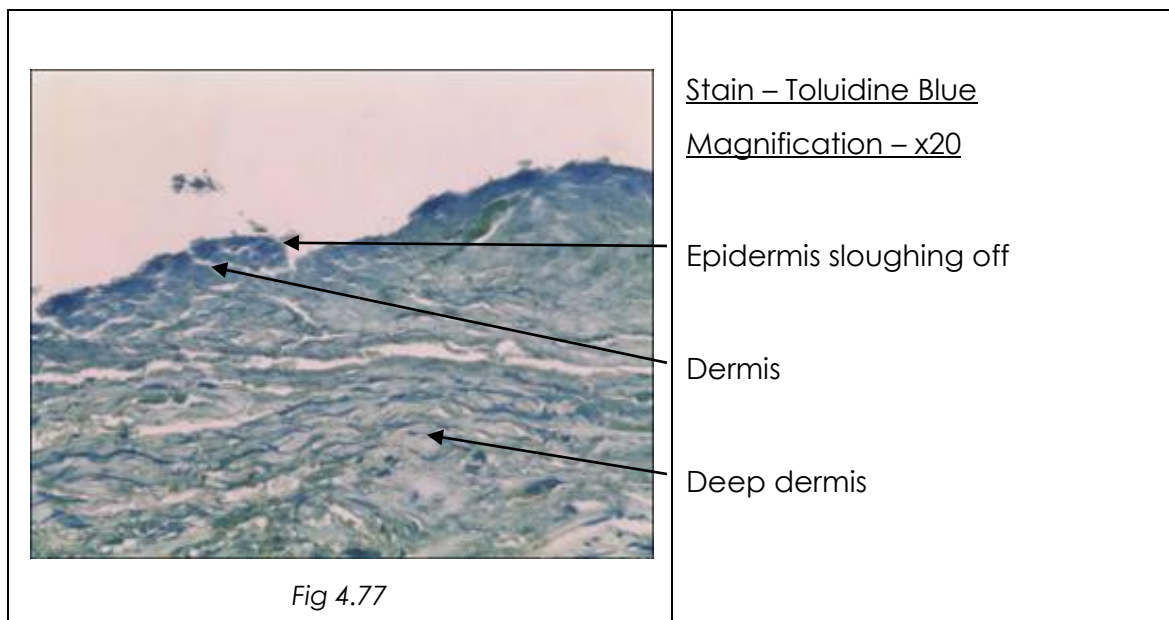 Stain – Toluidine Blue
Magnification – x20
Epidermis sloughing off
Dermis
Deep dermis
Fig 4.77